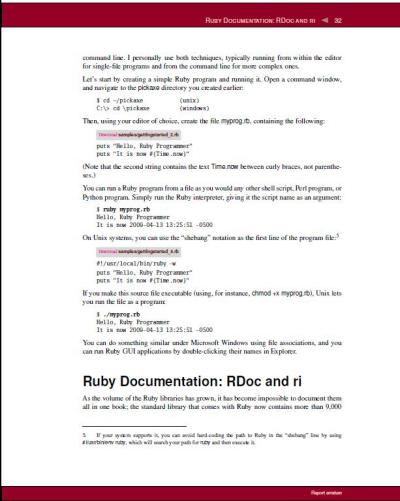 RUBY DOCUMENTATION: RDOC AND RI ◀ 32
command line. I personally use both techniques, typically running from within the editor
for single-file programs and from the command line for more complex ones.
Let's start by creating a simple Ruby program and running it. Open a command window,
and navigate to the pickaxe directory you created earlier:
$ cd ~/pickaxe (unix)
C:\> cd \pickaxe (windows)
Then, using your editor of choice, create the file myprog.rb, containing the following:
Download samples/gettingstarted_2.rb
puts "Hello, Ruby Programmer"
puts "It is now #{Time.now}"
(Note that the second string contains the text Time.now between curly braces, not parenthe-
ses.)
You can run a Ruby program from a file as you would any other shell script, Perl program, or
Python program. Simply run the Ruby interpreter, giving it the script name as an argument:
$ ruby myprog.rb
Hello, Ruby Programmer
It is now 2009-04-13 13:25:51 -0500
On Unix systems, you can use the "shebang" notation as the first line of the program file:5
Download samples/gettingstarted_4.rb
#!/usr/local/bin/ruby -w
puts "Hello, Ruby Programmer"
puts "It is now #{Time.now}"
If you make this source file executable (using, for instance, chmod +x myprog.rb), Unix lets
you run the file as a program:
$ ./myprog.rb
Hello, Ruby Programmer
It is now 2009-04-13 13:25:51 -0500
You can do something similar under Microsoft Windows using file associations, and you
can run Ruby GUI applications by double-clicking their names in Explorer.
Ruby Documentation: RDoc and ri
As the volume of the Ruby libraries has grown, it has become impossible to document them
all in one book; the standard library that comes with Ruby now contains more than 9,000
5. If your system supports it, you can avoid hard-coding the path to Ruby in the "shebang" line by using
#!/usr/bin/env ruby, which will search your path for ruby and then execute it.
Report erratum